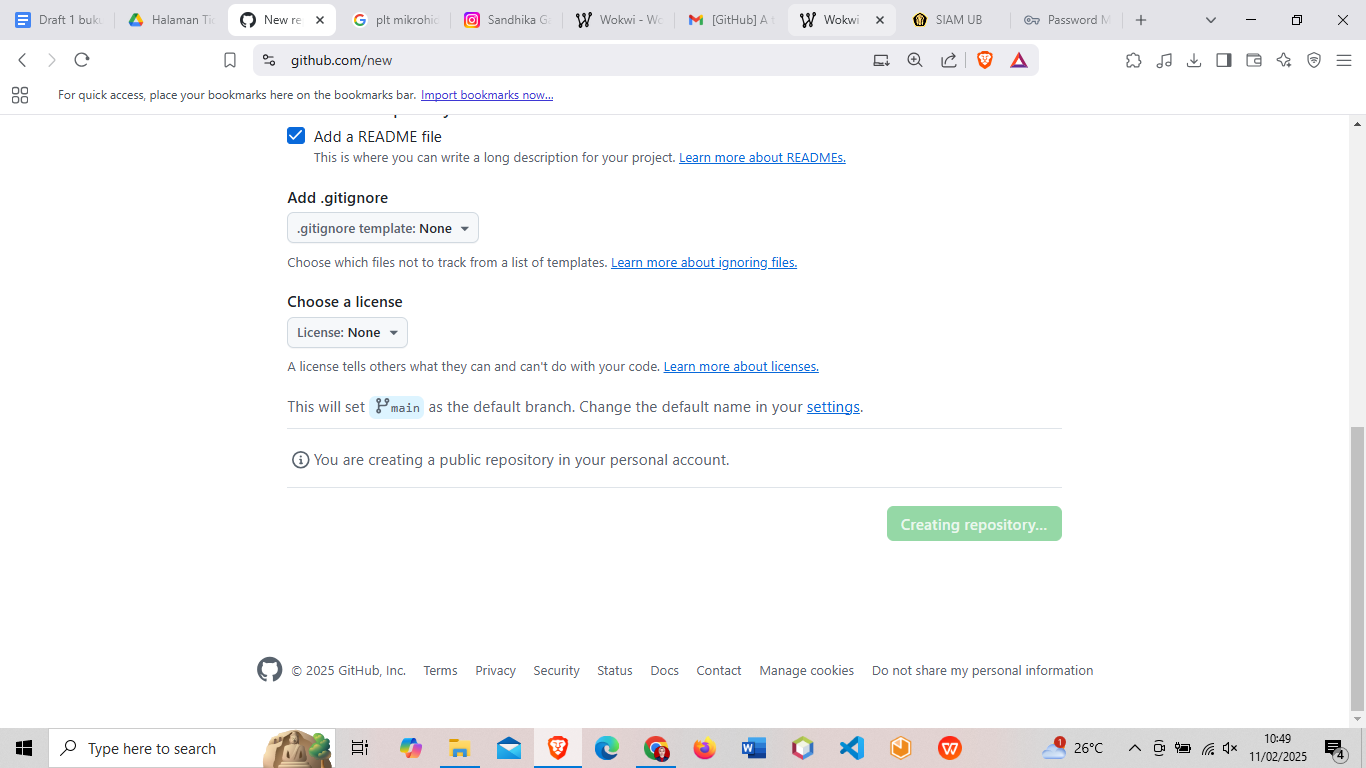 Draft 1 buku
Halaman Tic
New re
plt mikrohid
Sandhika Ga
Wokwi - Wo
[GitHub] A t
Wokwi
SIAM UB
Password M
github.com/new
For quick access, place your bookmarks here on the bookmarks bar. Import bookmarks now...
Add a README file
This is where you can write a long description for your project. Learn more about READMEs.
Add .gitignore
.gitignore template: None
Choose which files not to track from a list of templates. Learn more about ignoring files.
Choose a license
License: None
A license tells others what they can and can't do with your code. Learn more about licenses.
This will set main as the default branch. Change the default name in your settings.
You are creating a public repository in your personal account.
Creating repository...
© 2025 GitHub, Inc. Terms Privacy Security Status Docs Contact Manage cookies Do not share my personal information
Type here to search
1
26°C
10:49
11/02/2025
4